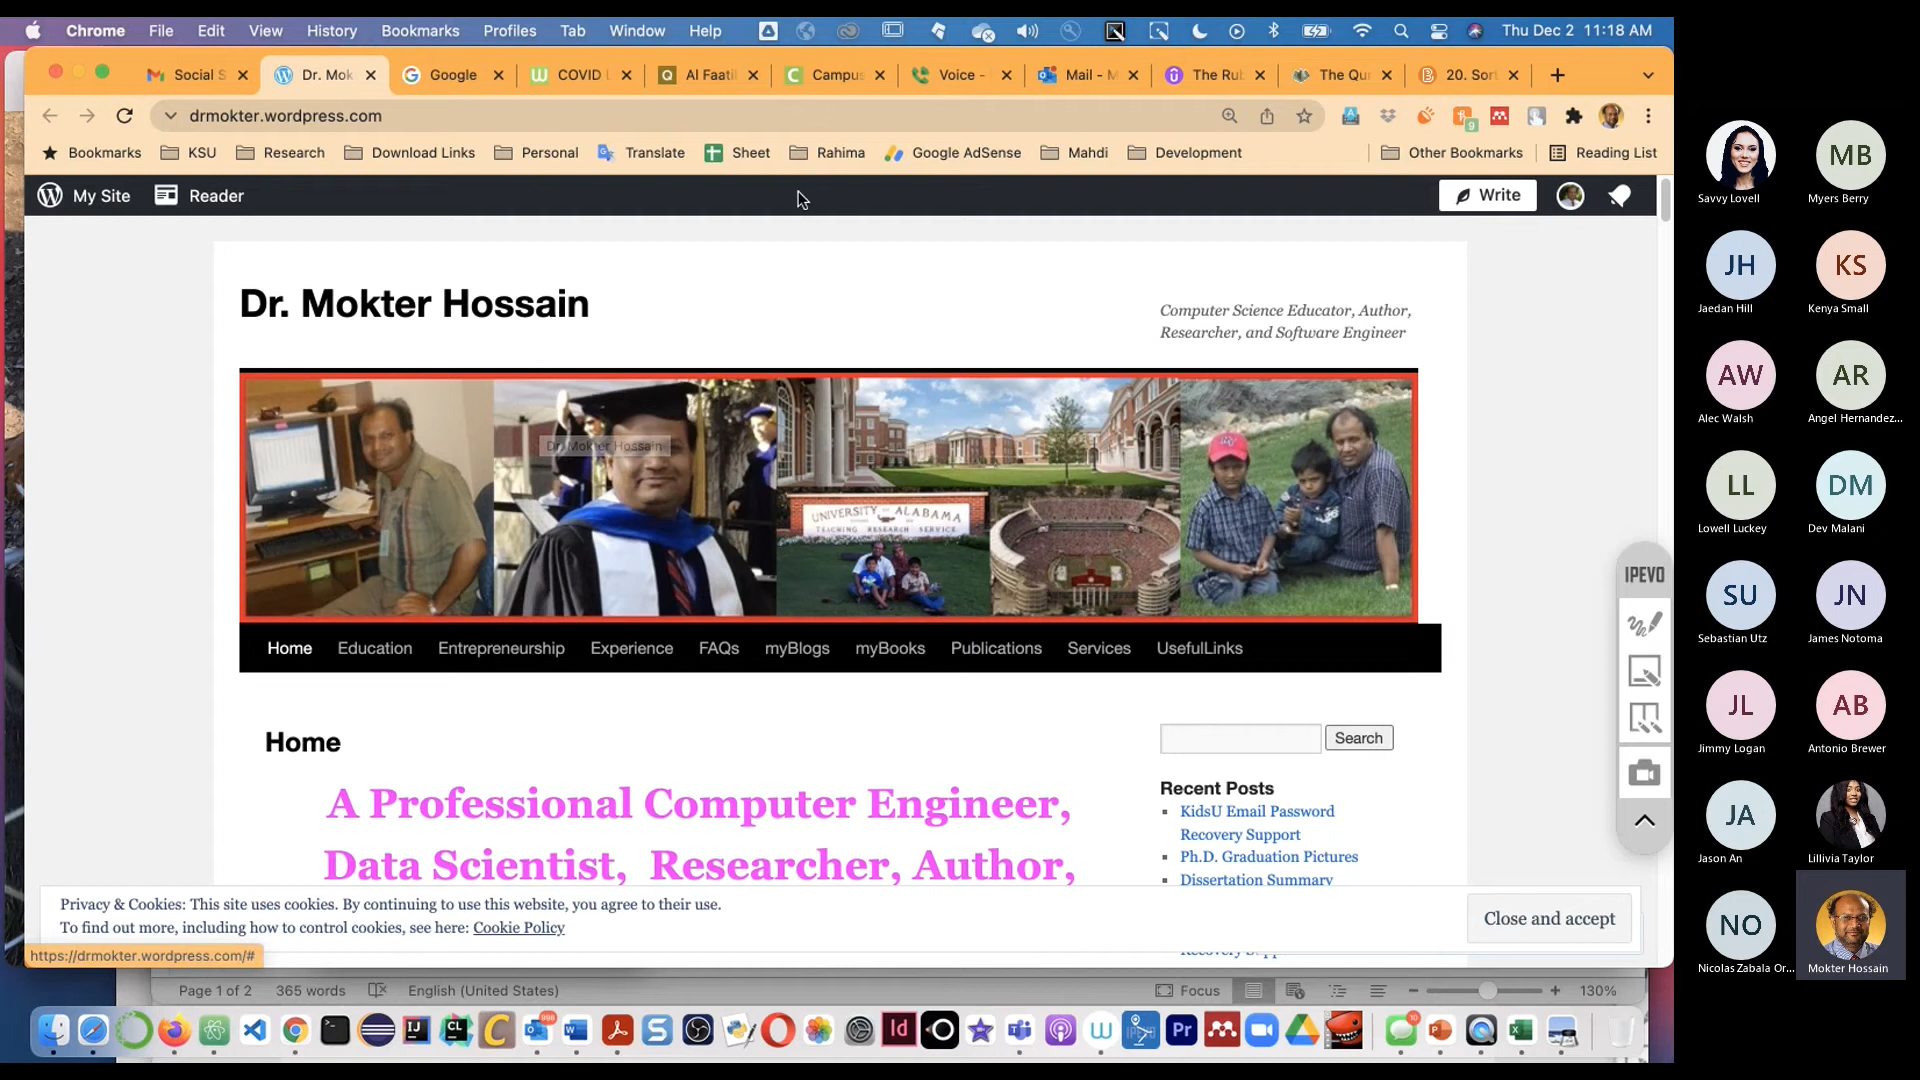 Chrome File Edit View History Bookmarks Profiles Tab Window Help Thu Dec 2 11:18 AM
Social S Dr. Mok Google COVID Al Faati Campus Voice - Mail - M The Ru The Qu 20. Sor
drmokter.wordpress.com
9
Bookmarks KSU Research Download Links Personal Translate Sheet Rahima Google AdSense Mahdi Development Other Bookmarks Reading List
My Site Reader Write
Dr. Mokter Hossain
Computer Science Educator, Author,
Researcher, and Software Engineer
Dr. Mokter Hossain
UNIVERSITY OF ALABAMA
TEACHING RESEARCH SERVICE
Home Education Entrepreneurship Experience FAQs myBlogs myBooks Publications Services UsefulLinks
Home
Search
A Professional Computer Engineer,
Data Scientist, Researcher, Author,
Recent Posts
KidsU Email Password
Recovery Support
Ph.D. Graduation Pictures
Dissertation Summary
Privacy & Cookies: This site uses cookies. By continuing to use this website, you agree to their use.
To find out more, including how to control cookies, see here: Cookie Policy
Close and accept
https://drmokter.wordpress.com/#
Page 1 of 2 365 words English (United States) Focus 130%
IPEVO
MB
Savvy Lovell Myers Berry
JH KS
Jaedan Hill Kenya Small
AW AR
Alec Walsh Angel Hernandez...
LL DM
Lowell Luckey Dev Malani
SU JN
Sebastian Utz James Notoma
JL AB
Jimmy Logan Antonio Brewer
JA
Jason An Lillivia Taylor
NO
Nicolas Zabala Or... Mokter Hossain